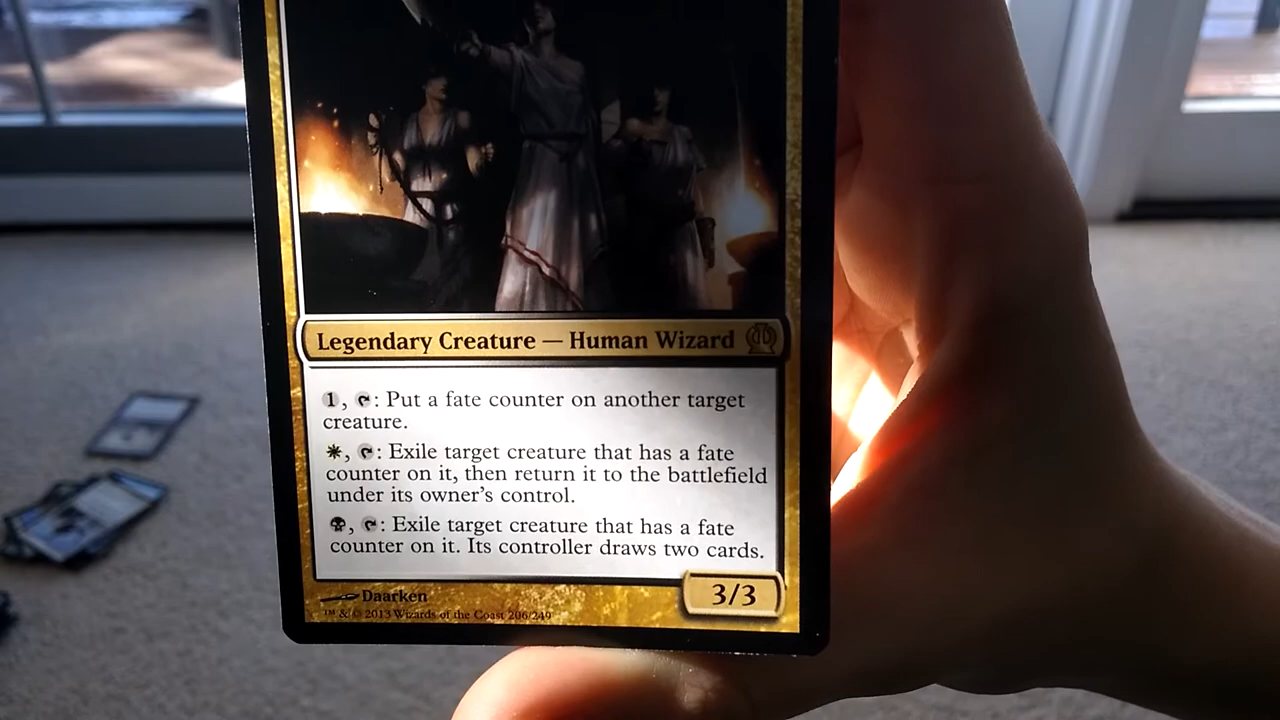 Legendary Creature — Human Wizard
1, : Put a fate counter on another target
creature.
, : Exile target creature that has a fate
counter on it, then return it to the battlefield
under its owner's control.
, : Exile target creature that has a fate
counter on it. Its controller draws two cards.
Daarken
3/3
™ & © 2013 Wizards of the Coast 206/249